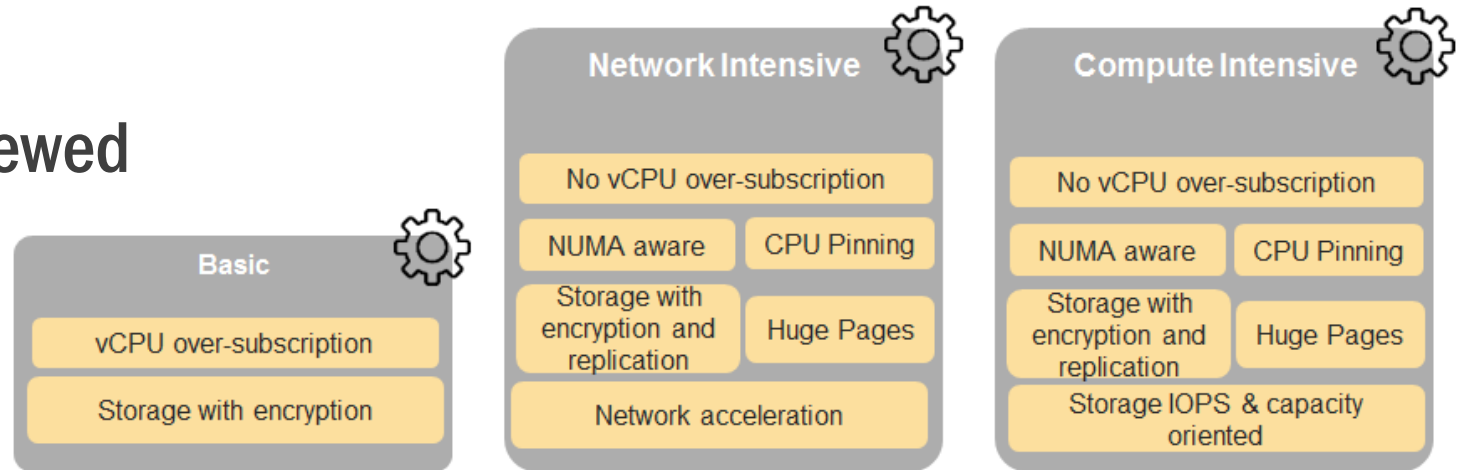 ewed
Basic
vCPU over-subscription
Storage with encryption
Network Intensive
No vCPU over-subscription
NUMA aware
CPU Pinning
Storage with
encryption and
replication
Huge Pages
Network acceleration
Compute Intensive
No vCPU over-subscription
NUMA aware
CPU Pinning
Storage with
encryption and
replication
Huge Pages
Storage IOPS & capacity
oriented